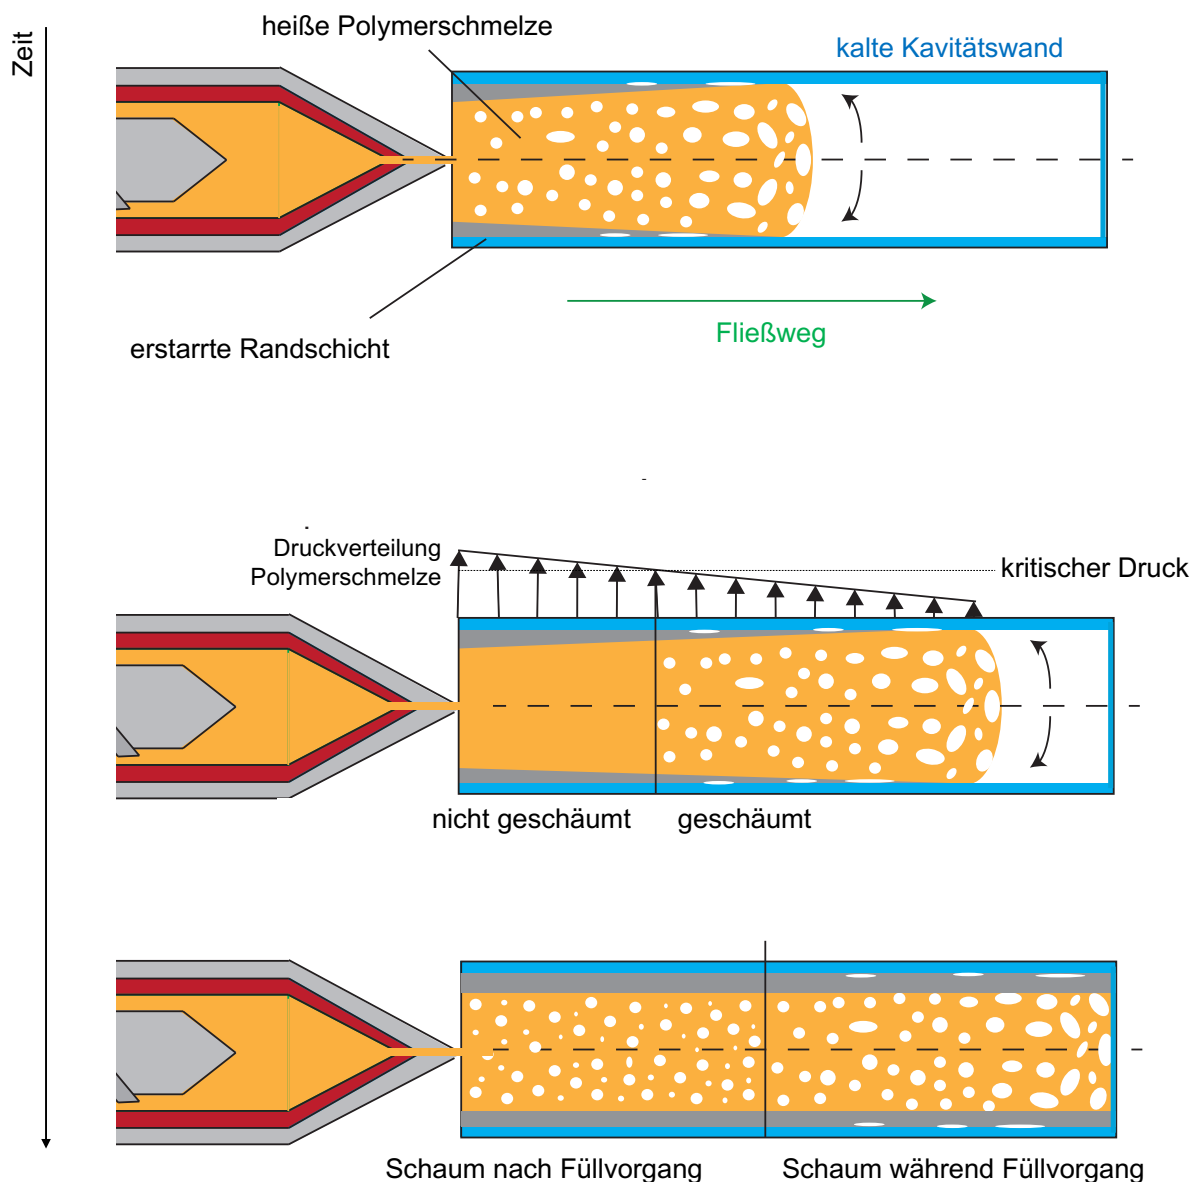 Zeit
heiße Polymerschmelze
kalte Kavitätswand
Fließweg
erstarrte Randschicht
Druckverteilung
Polymerschmelze
kritischer Druck
nicht geschäumt
geschäumt
Schaum nach Füllvorgang
Schaum während Füllvorgang